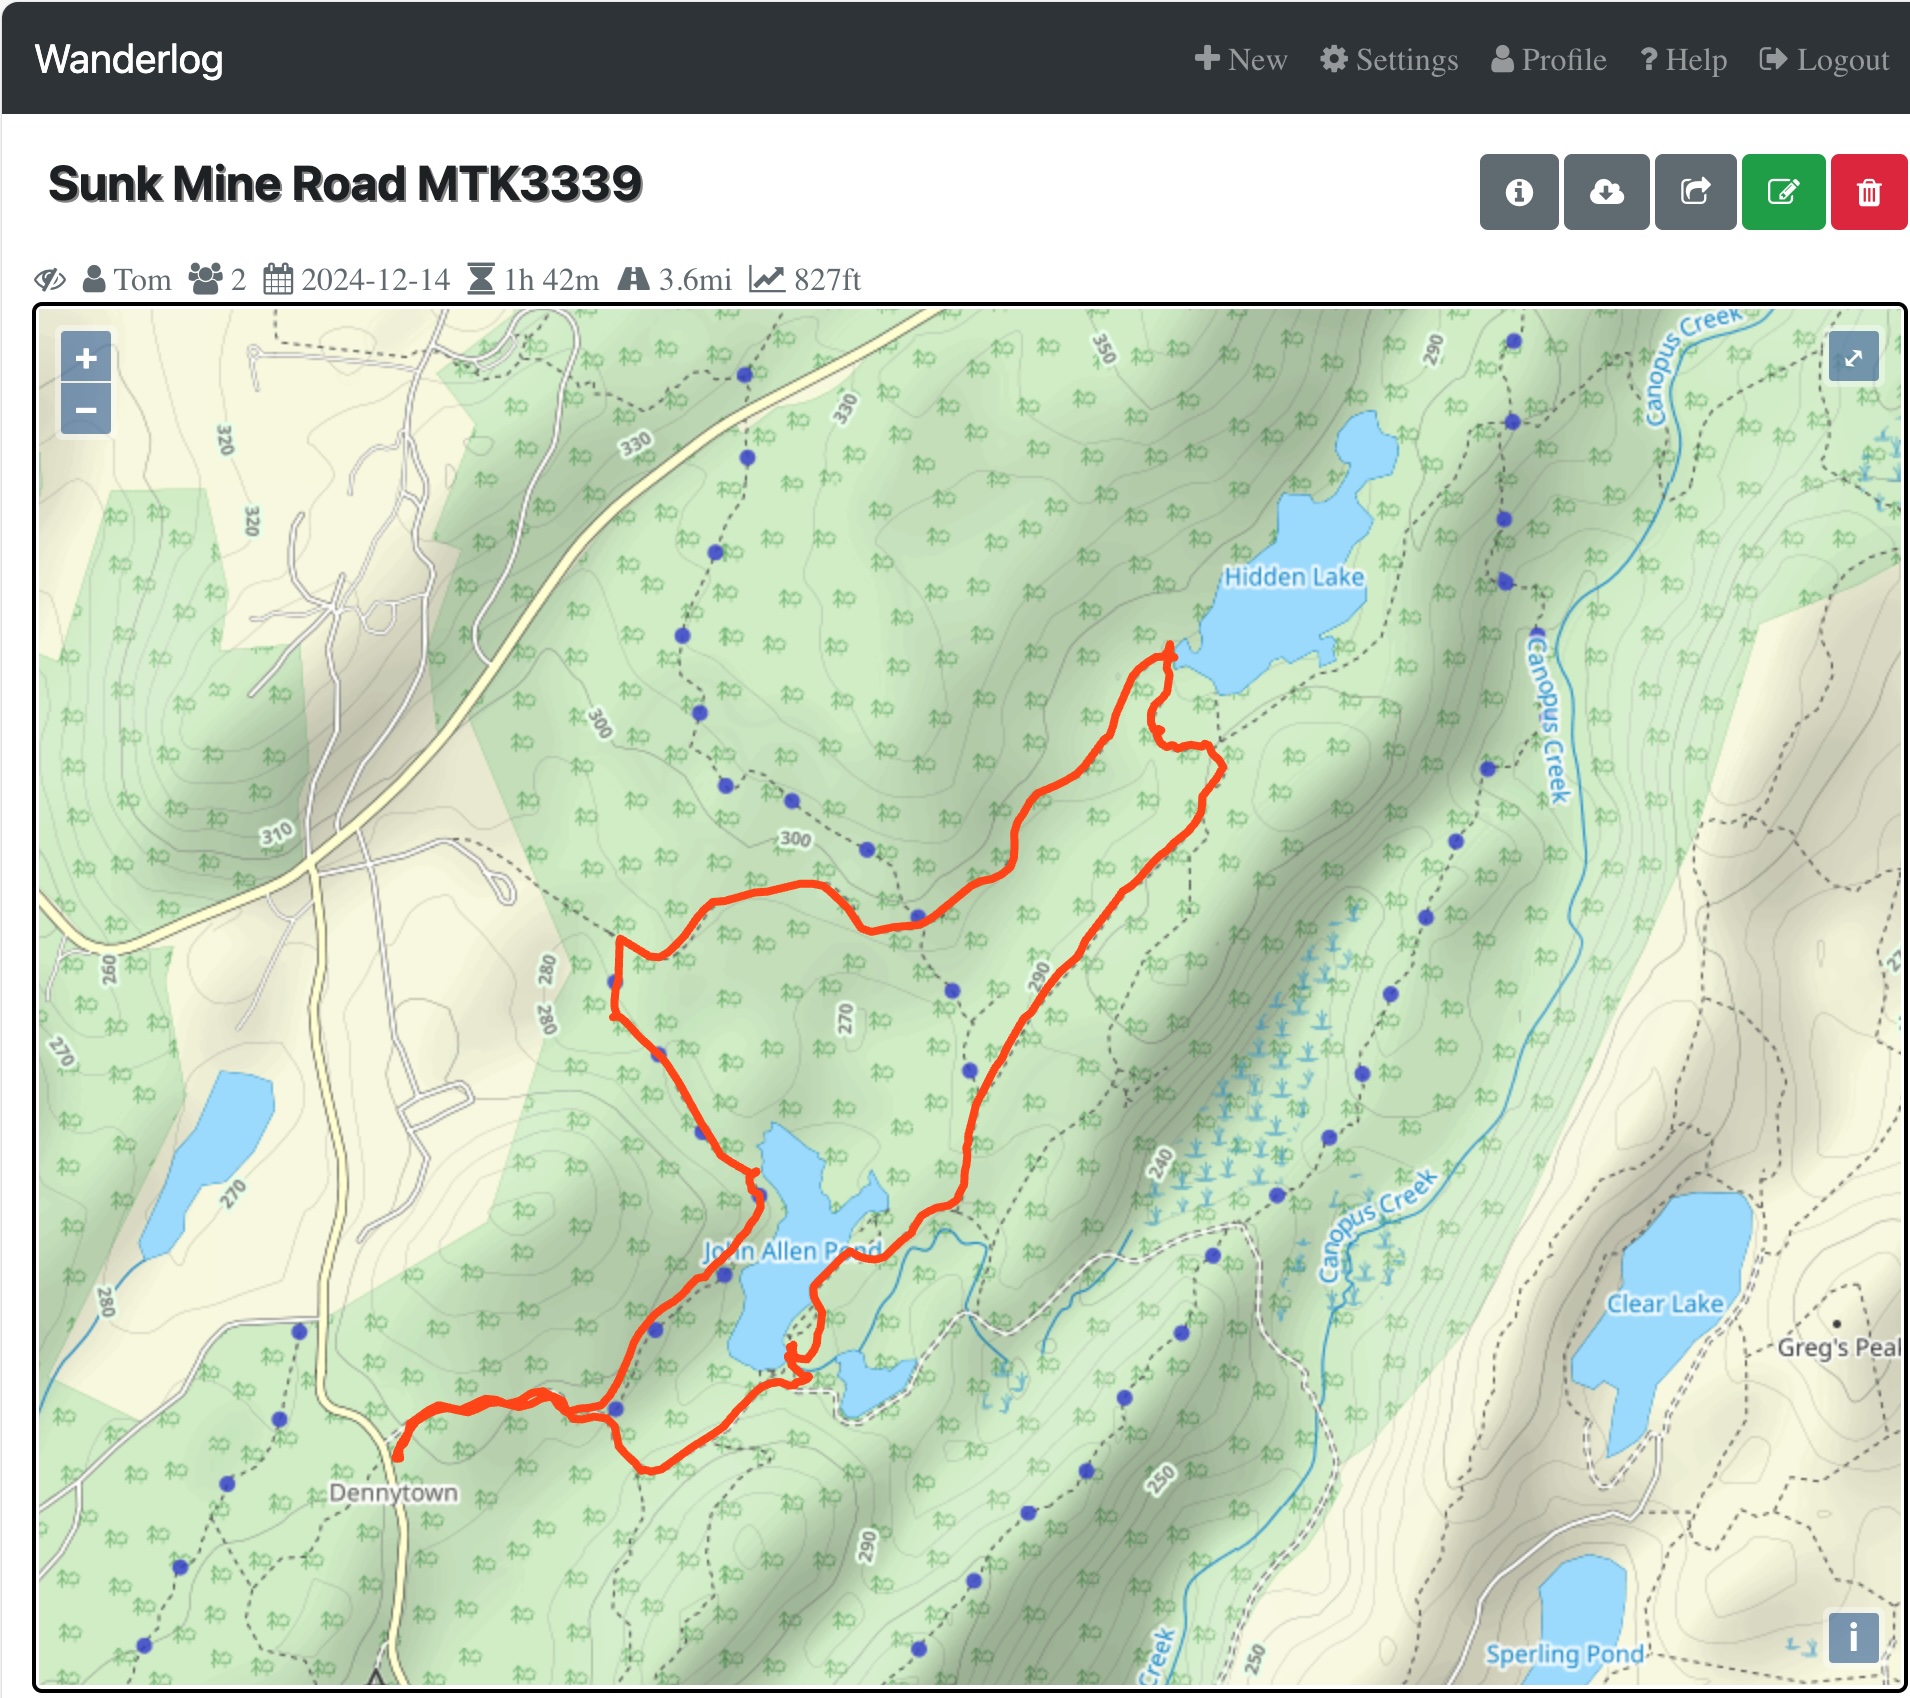 Wanderlog
New Settings Profile ? Help Logout
Sunk Mine Road MTK3339
Tom 2 2024-12-14 1h 42m 3.6mi 827ft
+
−
Canopus Creek
350
290
330
330
320
320
Hidden Lake
Canopus Creek
300
310
300
260
280
280
290
270
270
27
240
270
Canopus Creek
John Allen Pond
280
Clear Lake
Greg's Peak
Dennytown
250
290
Creek
250
Sperling Pond
i